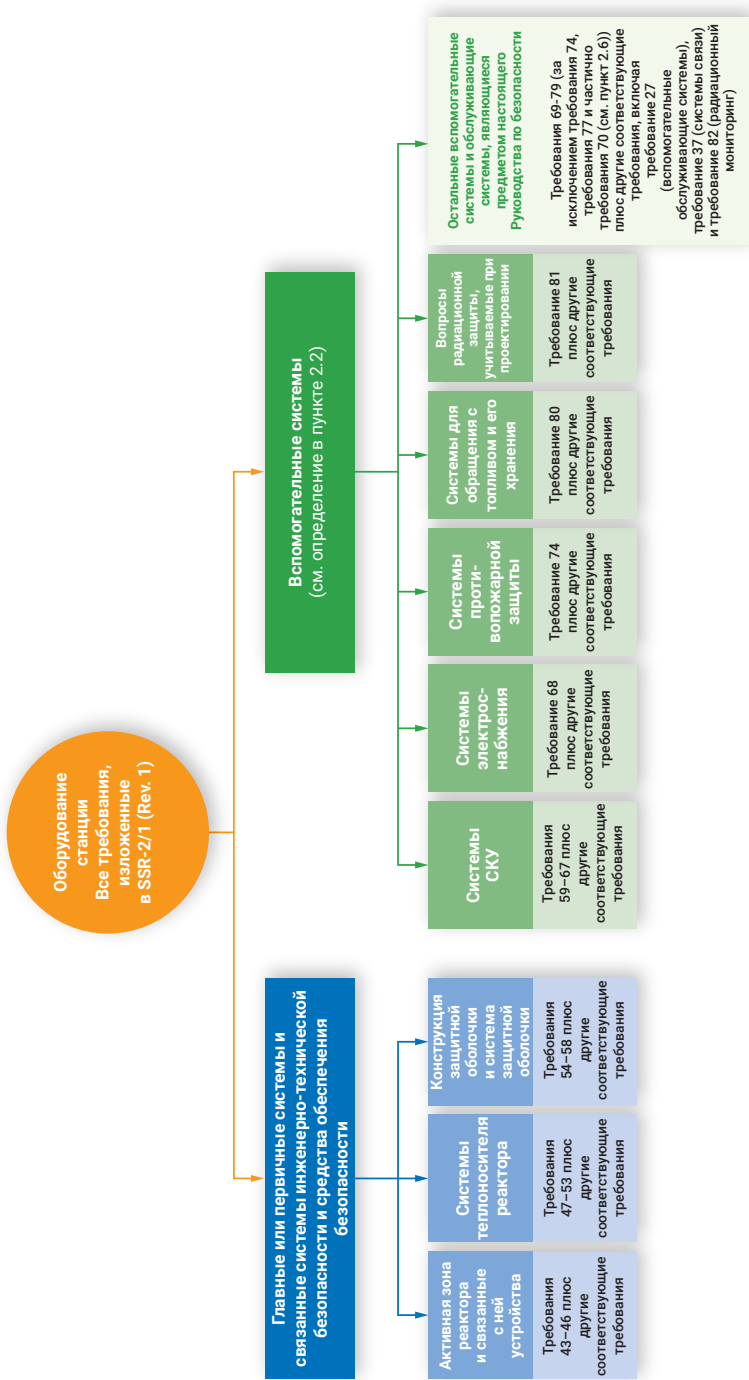 Оборудование
станции
Все требования,
изложенные
в SSR-2/1 (Rev. 1)
Главные или первичные системы и
связанные системы инженерно-технической
безопасности и средства обеспечения
безопасности
Вспомогательные системы
(см. определение в пункте 2.2)
Активная зона
реактора
и связанные
с ней
устройства
Требования
43–46 плюс
другие
соответствующие
требования
Системы
теплоносителя
реактора
Требования
47–53 плюс
другие
соответствующие
требования
Конструкция
защитной
оболочки
и система
защитной
оболочки
Требования
54–58 плюс
другие
соответствующие
требования
Системы
СКУ
Требования
59–67 плюс
другие
соответствующие
требования
Системы
электрос-
набжения
Требование 68
плюс другие
соответствующие
требования
Системы
проти-
вопожарной
защиты
Требование 74
плюс другие
соответствующие
требования
Системы для
обращения с
топливом и его
хранения
Требование 80
плюс другие
соответствующие
требования
Вопросы
радиационной
защиты,
учитываемые при
проектировании
Требование 81
плюс другие
соответствующие
требования
Остальные вспомогательные
системы и обслуживающие
системы, являющиеся
предметом настоящего
Руководства по безопасности
Требования 69-79 (за
исключением требования 74,
требования 77 и частично
требования 70 (см. пункт 2.6))
плюс другие соответствующие
требования, включая
требование 27
(вспомогательные
обслуживающие системы),
требование 37 (системы связи)
и требование 82 (радиационный
мониторинг)